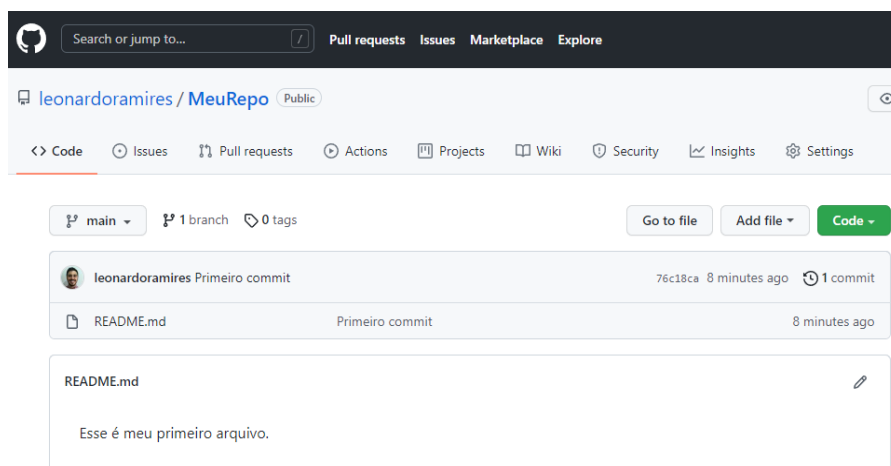 Search or jump to... / Pull requests Issues Marketplace Explore
leonardoramires / MeuRepo Public
<> Code Issues Pull requests Actions Projects Wiki Security Insights Settings
main 1 branch 0 tags Go to file Add file Code
leonardoramires Primeiro commit 76c18ca 8 minutes ago 1 commit
README.md Primeiro commit 8 minutes ago
README.md
Esse é meu primeiro arquivo.